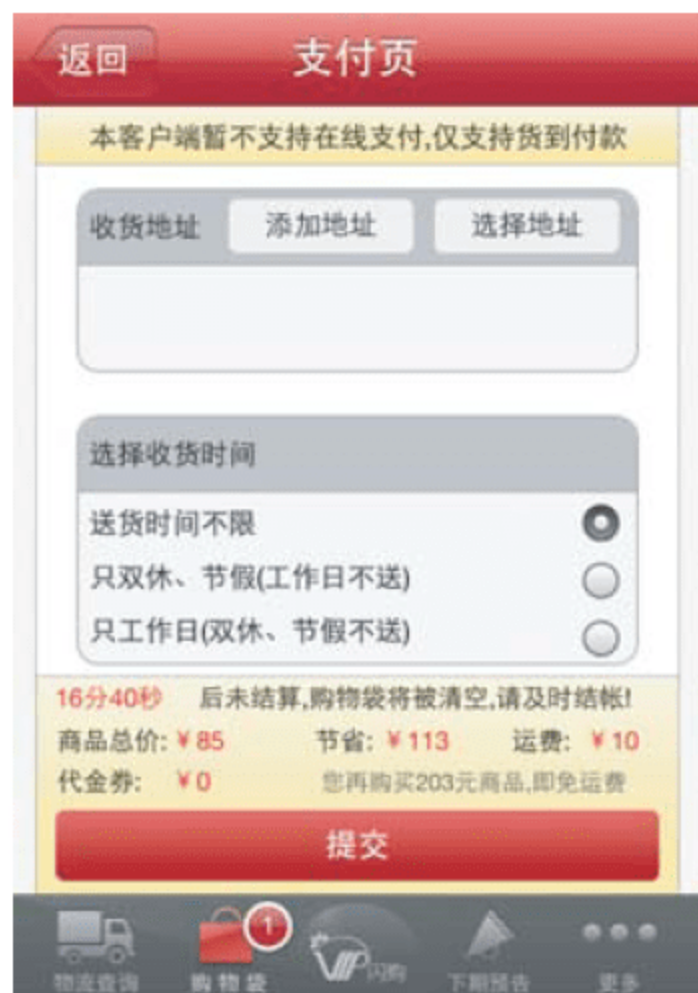 返回 支付页
本客户端暂不支持在线支付,仅支持货到付款
收货地址 添加地址 选择地址
选择收货时间
送货时间不限
只双休、节假(工作日不送)
只工作日(双休、节假不送)
16分40秒 后未结算,购物袋将被清空,请及时结帐!
商品总价:￥85 节省:￥113 运费:￥10
代金券: ￥0 您再购买203元商品,即免运费
提交
1
VIP闪购
物流查询 购物袋 下期预告 更多